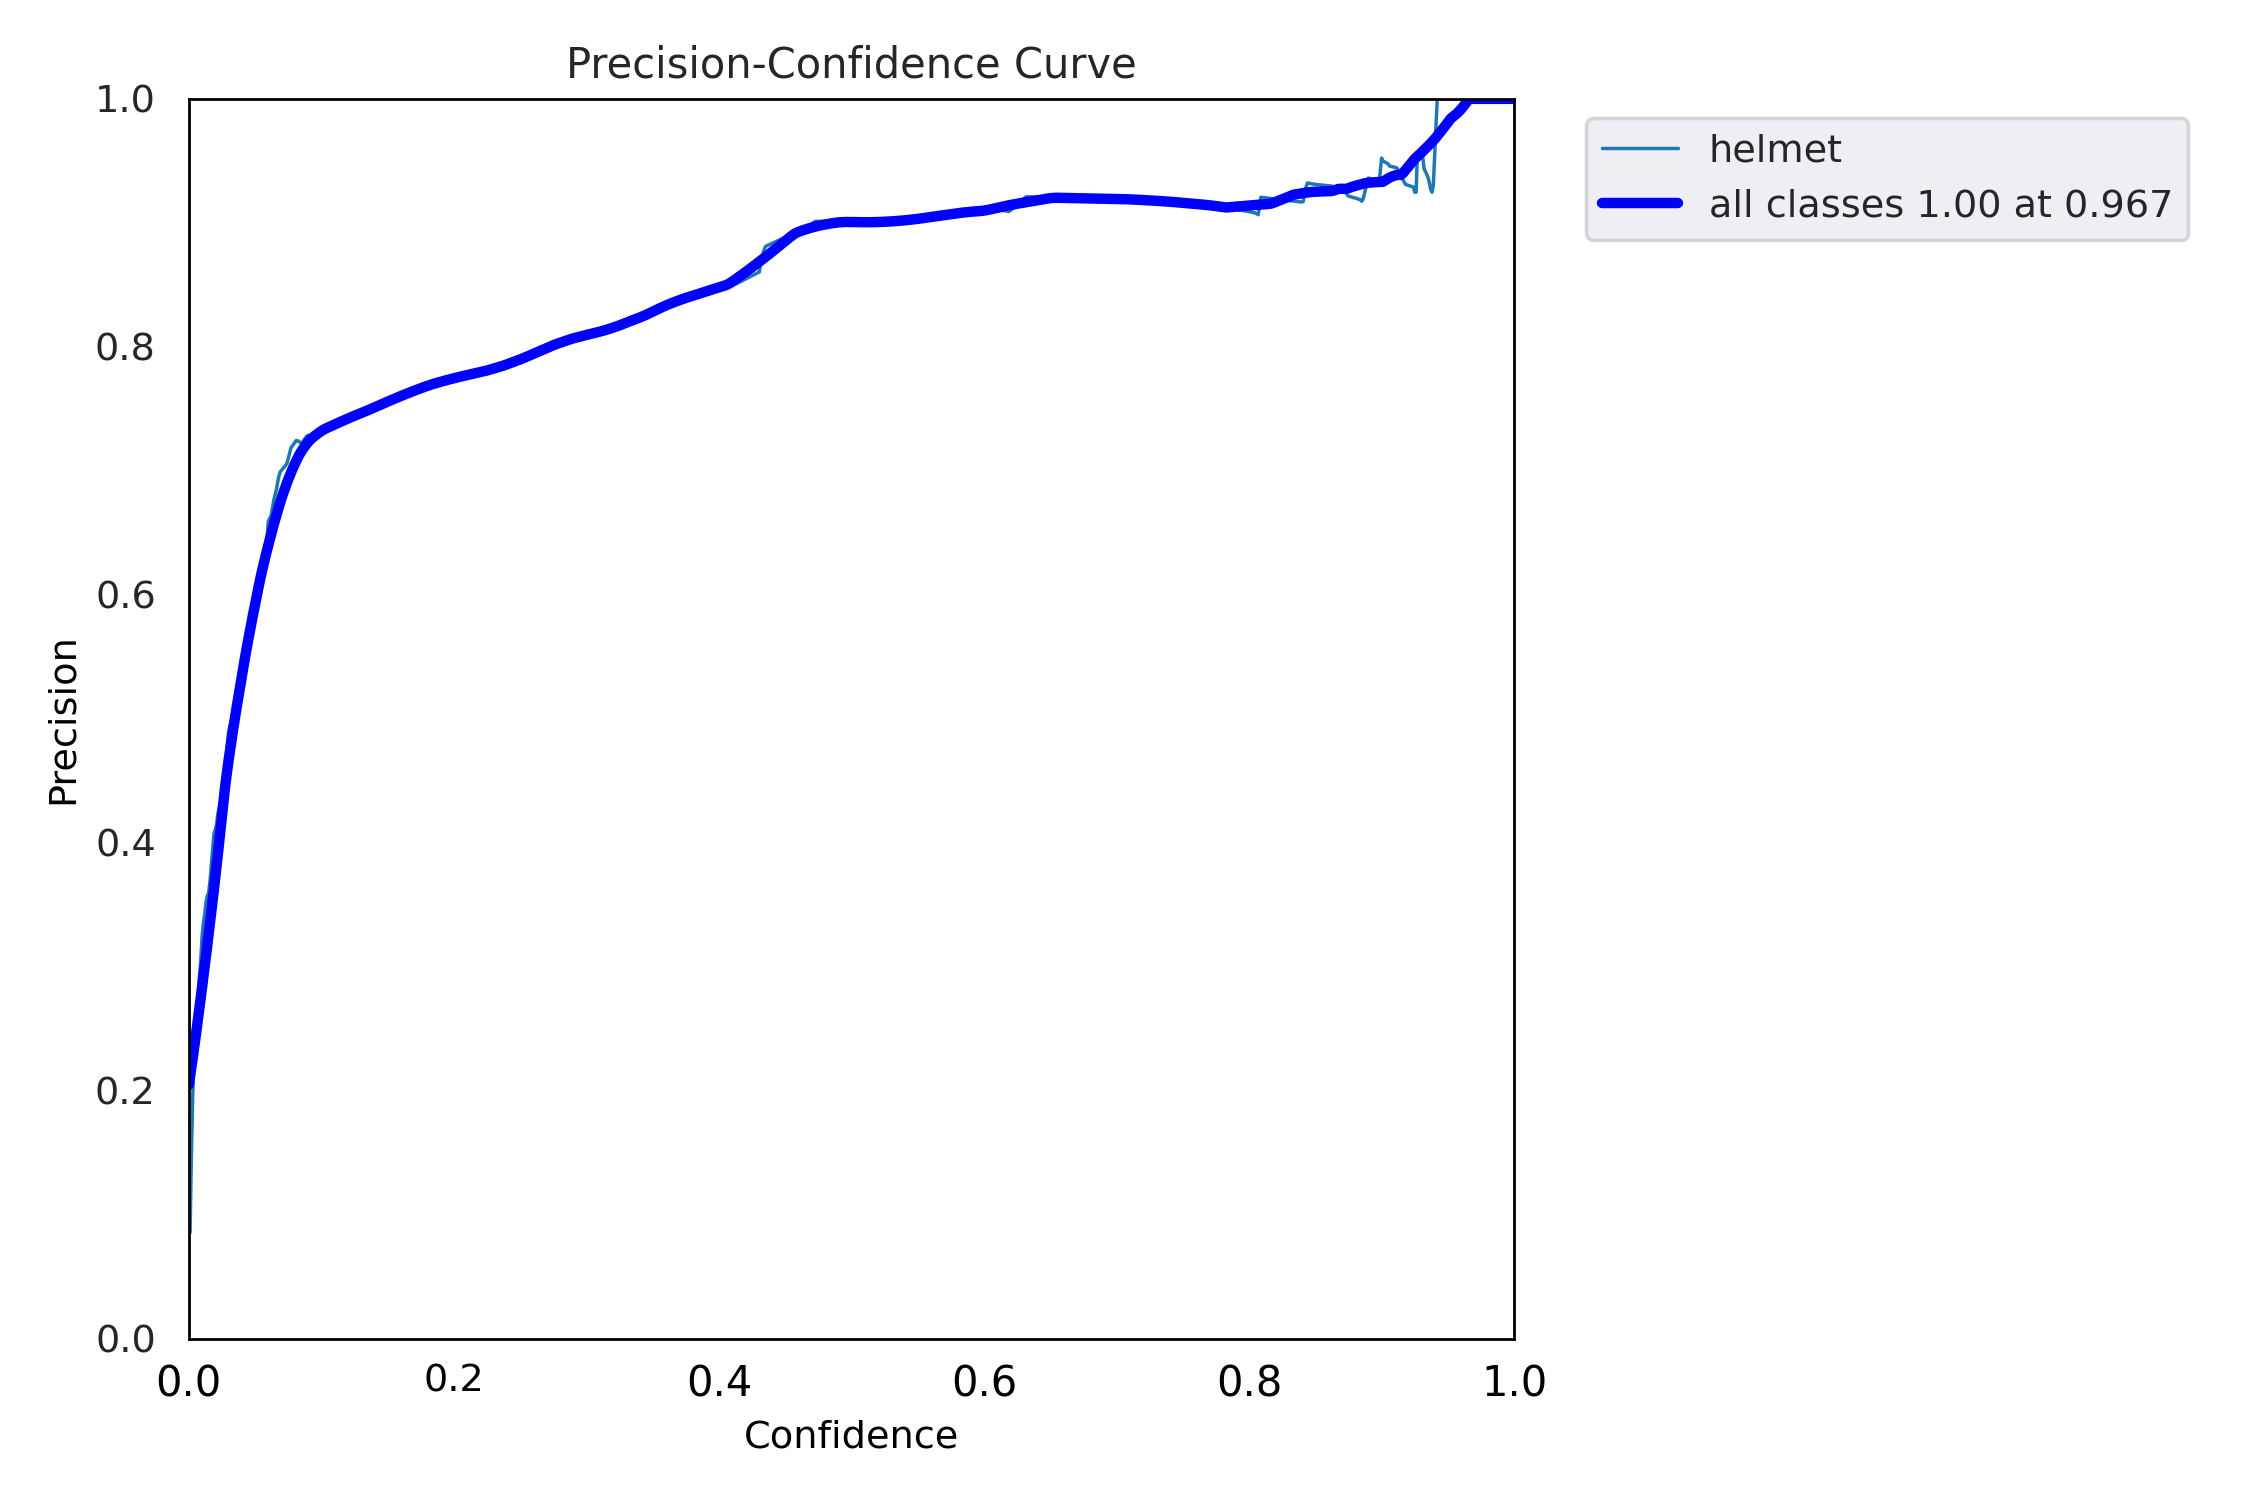 Precision-Confidence Curve
1.0
0.8
0.6
0.4
0.2
0.0
Precision
0.0 0.2 0.4 0.6 0.8 1.0
Confidence
helmet
all classes 1.00 at 0.967